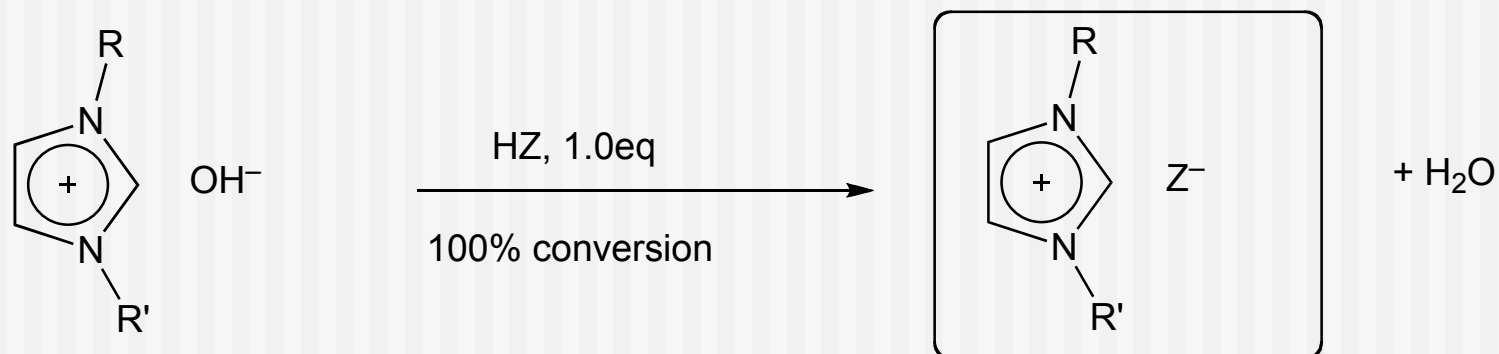 R
N
+
N
R'
OH⁻
HZ, 1.0eq
100% conversion
R
N
+
N
R'
Z⁻
+ H₂O